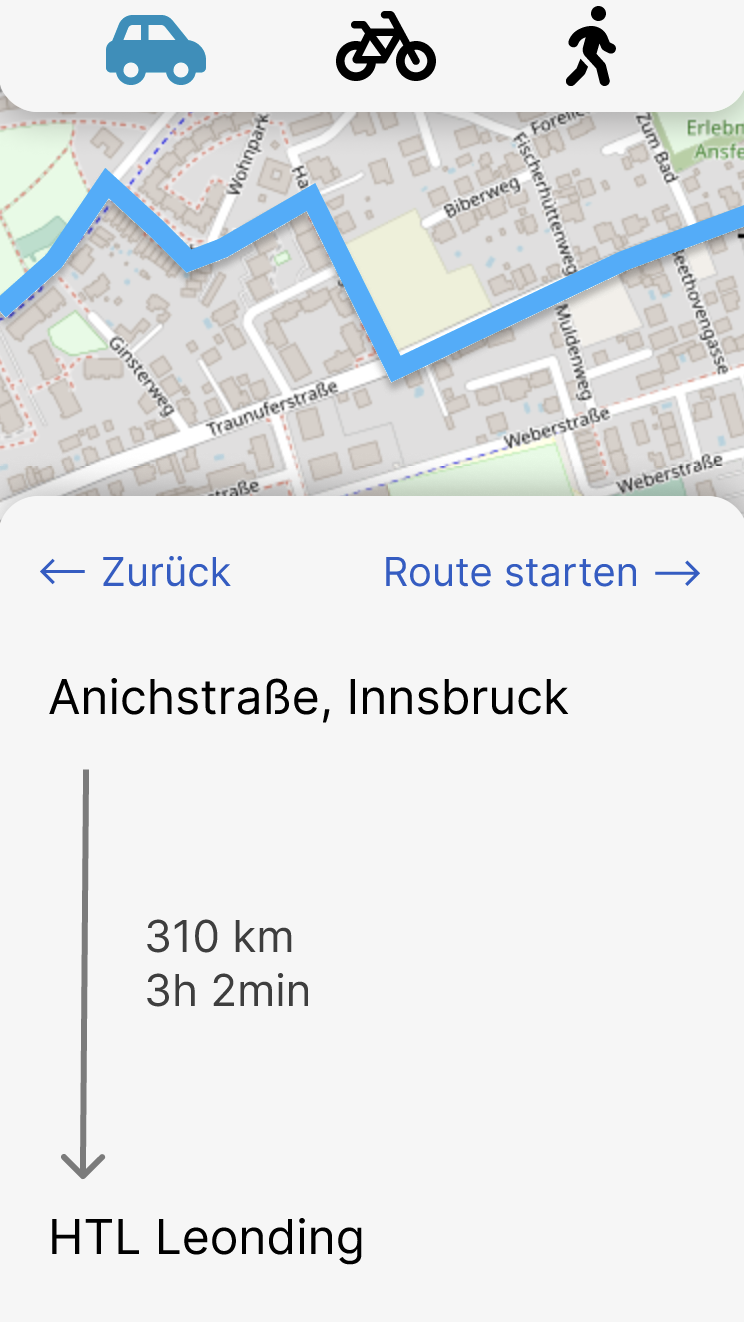 Wohnpark
Ha
Forelle
Zum Bad
Erlebn
Ansfe
Fischerhüttenweg
Biberweg
Beethovengasse
Muldenweg
Ginsterweg
Traunuferstraße
Weberstraße
Weberstraße
traße
← Zurück
Route starten →
Anichstraße, Innsbruck
310 km
3h 2min
HTL Leonding